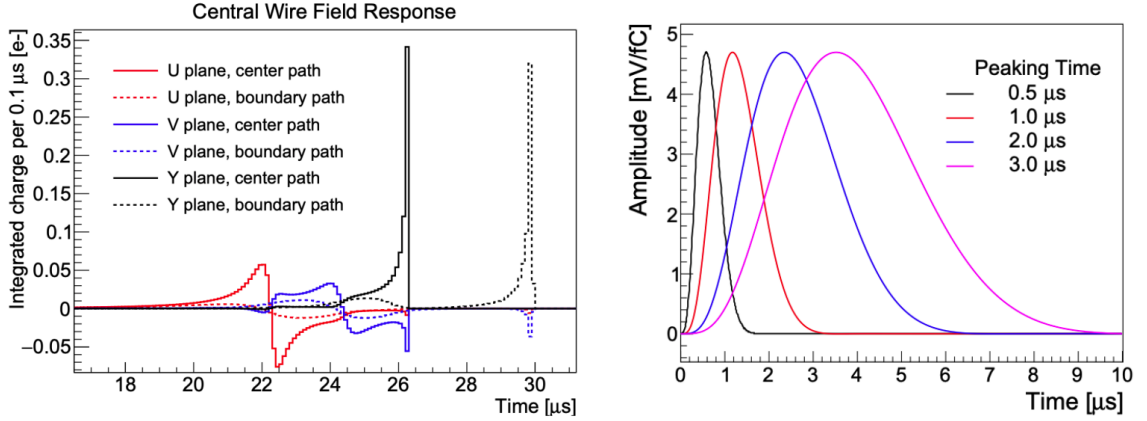 Central Wire Field Response
Integrated charge per 0.1 μs [e-]
0.35
0.3
0.25
0.2
0.15
0.1
0.05
0
−0.05
U plane, center path
U plane, boundary path
V plane, center path
V plane, boundary path
Y plane, center path
Y plane, boundary path
18 20 22 24 26 28 30
Time [μs]
Amplitude [mV/fC]
5
4
3
2
1
0
Peaking Time
0.5 μs
1.0 μs
2.0 μs
3.0 μs
0 1 2 3 4 5 6 7 8 9 10
Time [μs]